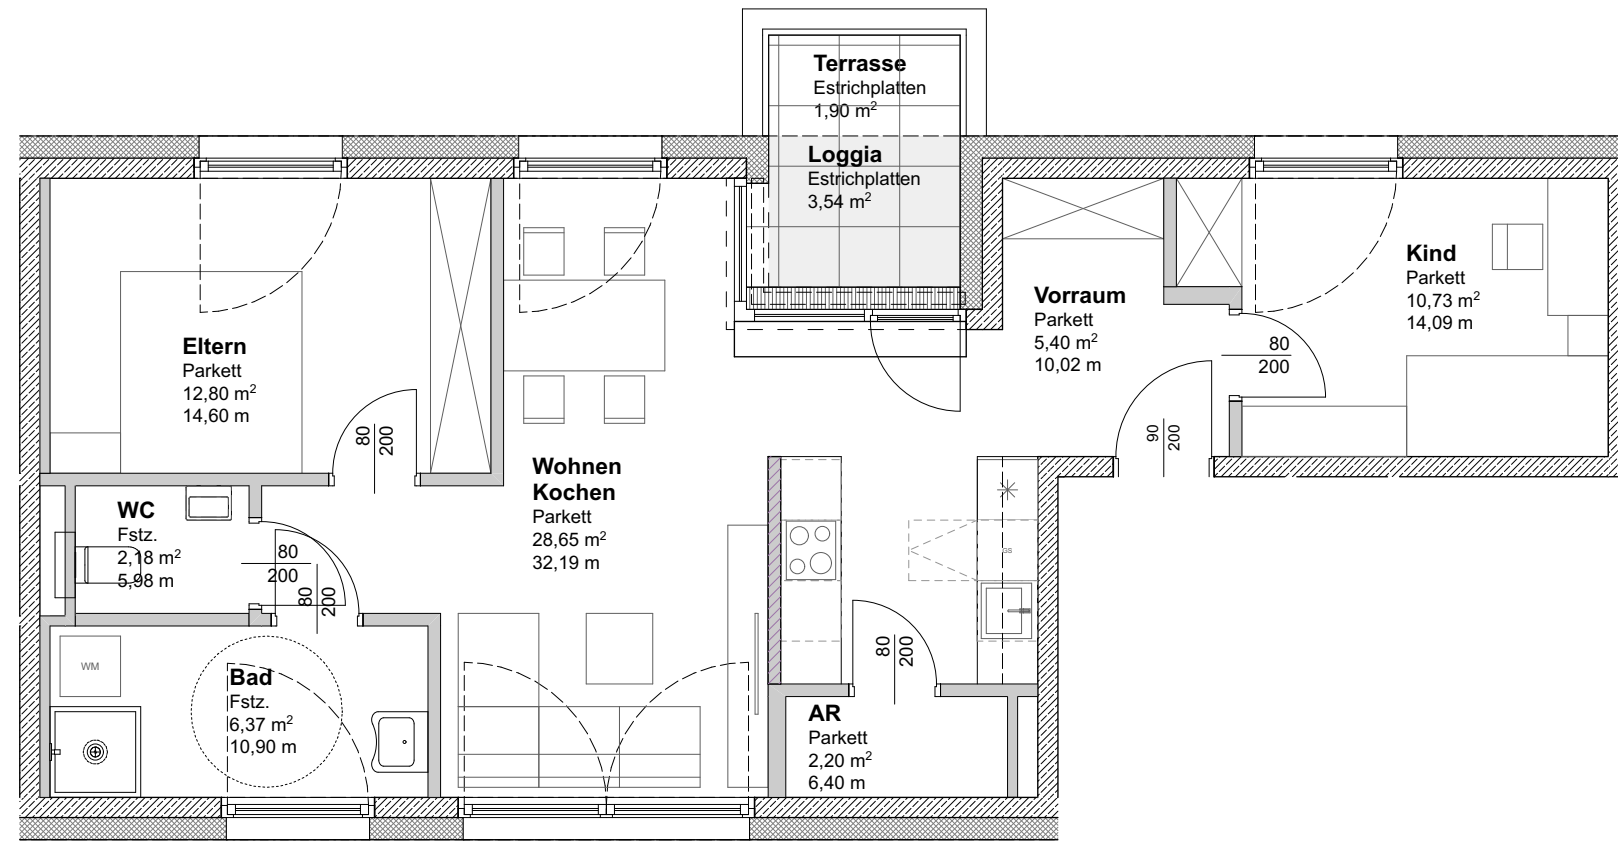 Terrasse
Estrichplatten
1,90 m²
Loggia
Estrichplatten
3,54 m²
Kind
Parkett
10,73 m²
14,09 m
Vorraum
Parkett
5,40 m²
10,02 m
80
200
90
200
Eltern
Parkett
12,80 m²
14,60 m
80
200
Wohnen
Kochen
Parkett
28,65 m²
32,19 m
WC
Fstz.
2,18 m²
5,98 m
80
200
80
200
GS
80
200
WM
Bad
Fstz.
6,37 m²
10,90 m
AR
Parkett
2,20 m²
6,40 m